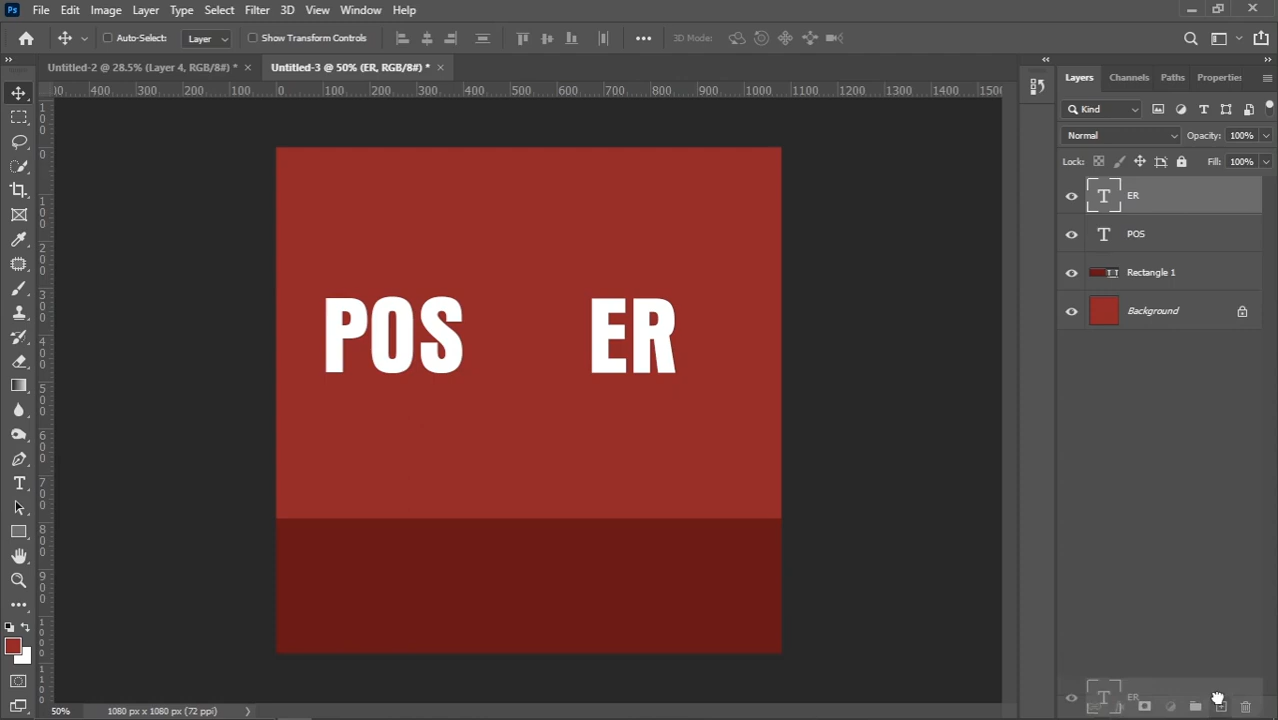 Ps File Edit Image Layer Type Select Filter 3D View Window Help
Auto-Select: Layer Show Transform Controls 3D Mode:
Untitled-2 @ 28.5% (Layer 4, RGB/8#) * × Untitled-3 @ 50% (ER, RGB/8#) * ×
Layers Channels Paths Properties
400 300 200 100 0 100 200 300 400 500 600 700 800 900 1000 1100 1200 1300 1400 1500
Kind
Normal Opacity: 100%
Lock: Fill: 100%
T ER
T POS
Rectangle 1
Background
POS ER
T ER
50% 1080 px x 1080 px (72 ppi)